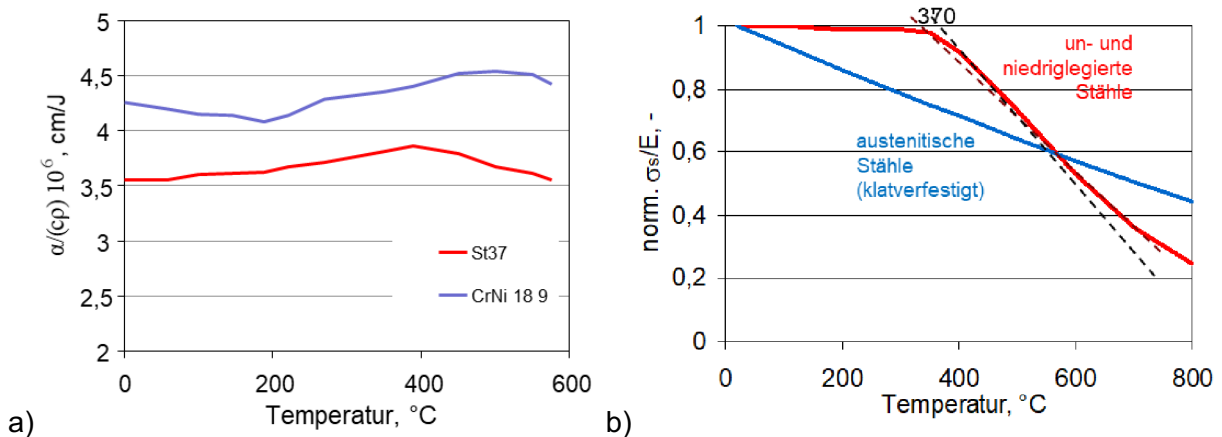 5
4,5
4
3,5
3
2,5
2
α/(cρ) 10⁶ , cm/J
St37
CrNi 18 9
0
200
400
600
Temperatur, °C
a)
1
0,8
0,6
0,4
0,2
0
norm. σs/E, -
370
un- und
niedriglegierte
Stähle
austenitische
Stähle
(klatverfestigt)
0
200
400
600
800
Temperatur, °C
b)